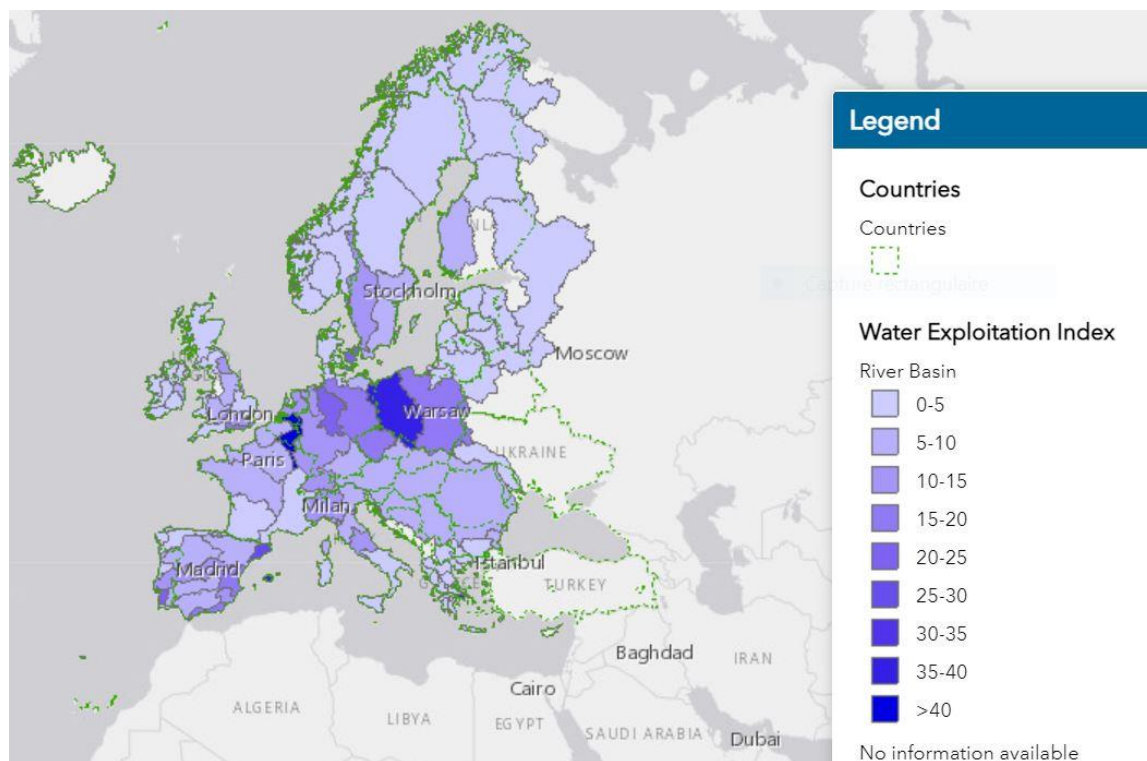 Stockholm
Moscow
London
Warsaw
UKRAINE
Paris
Milan
Istanbul
Madrid
TURKEY
Baghdad
IRAN
Cairo
ALGERIA
LIBYA
EGYPT
SAUDI ARABIA
Dubai
Legend
Countries
Countries
Capture rectangulaire
Water Exploitation Index
River Basin
0-5
5-10
10-15
15-20
20-25
25-30
30-35
35-40
>40
No information available